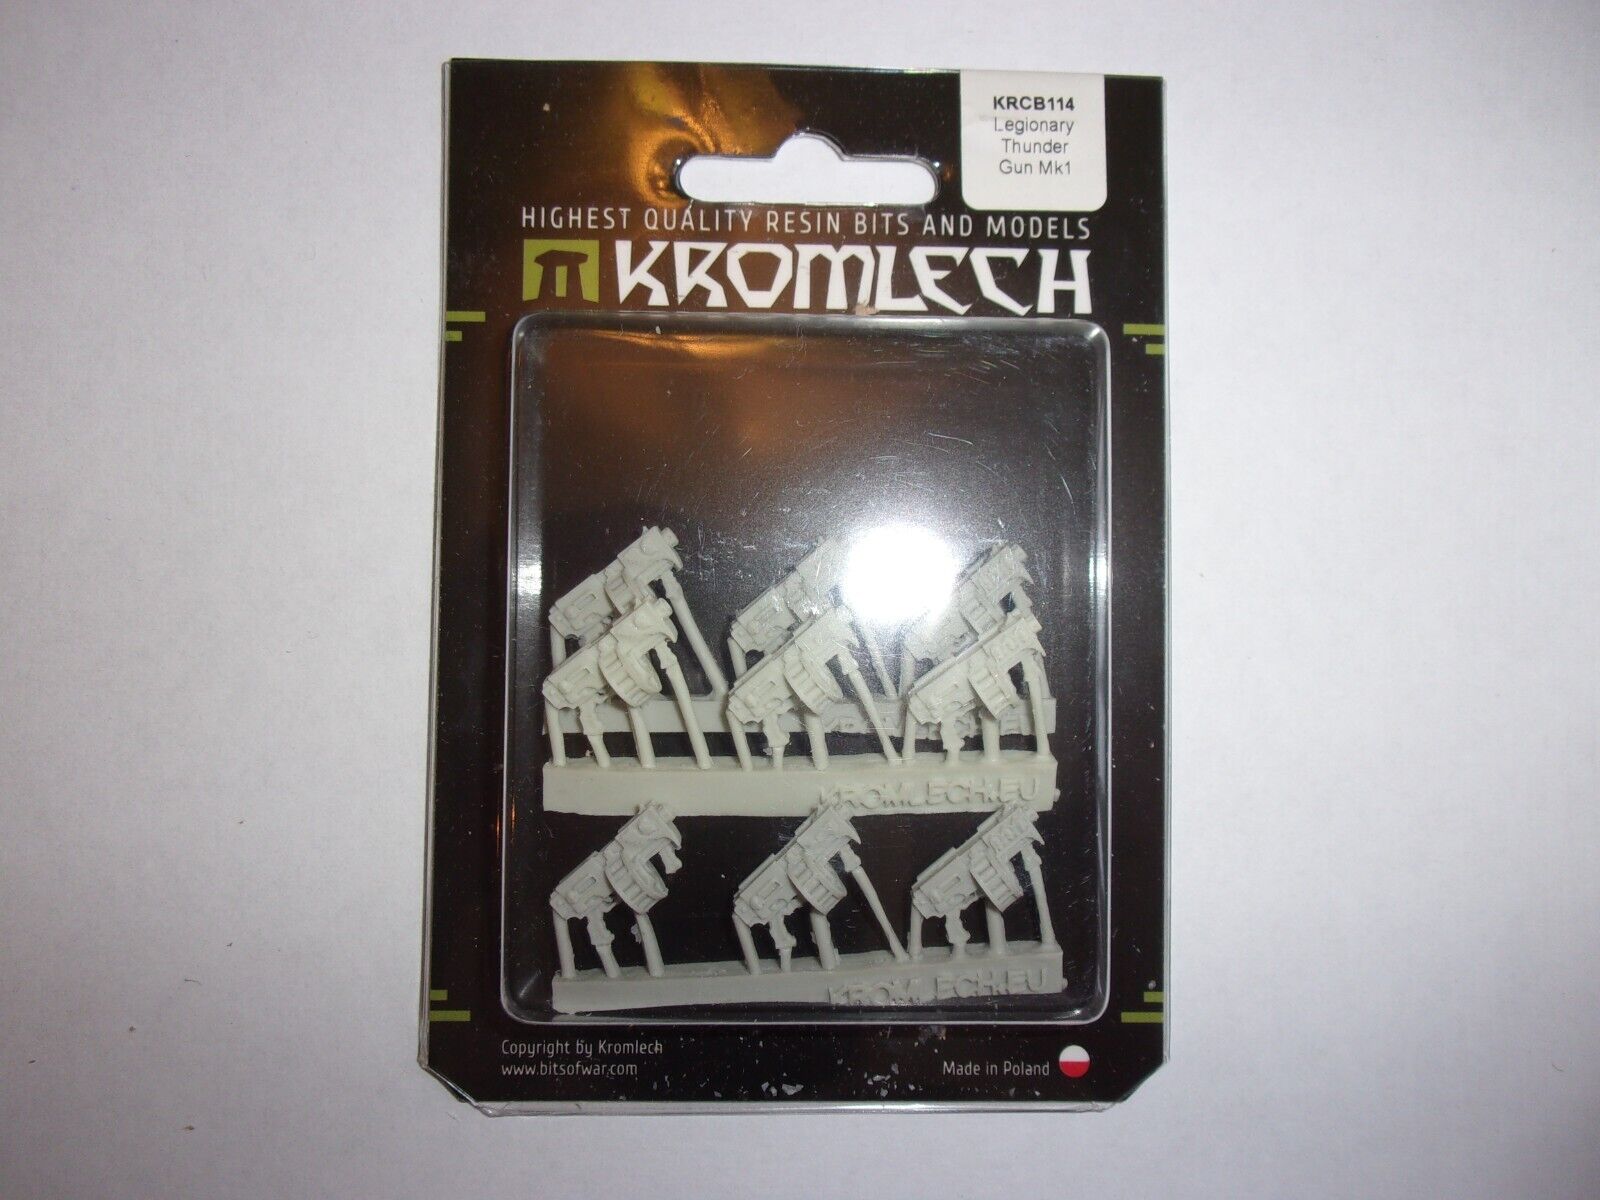 KRCB114
Legionary
Thunder
Gun Mk1
HIGHEST QUALITY RESIN BITS AND MODELS
KROMLECH
KROMLECH.EU
KROMLECH.EU
Copyright by Kromlech
www.bitsofwar.com
Made in Poland